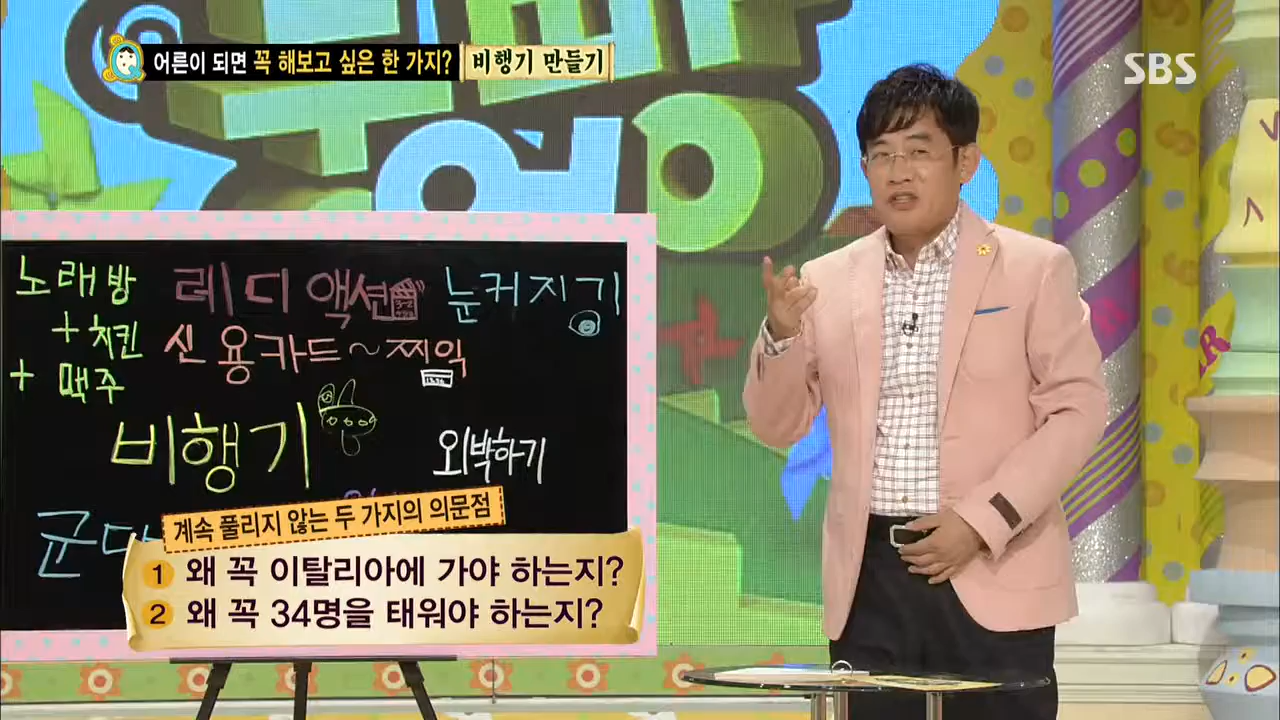 어른이 되면 꼭 해보고 싶은 한 가지? 비행기 만들기
SBS
노래방
+ 치킨
+ 맥주
레디 액션
눈커지기
신용카드~찌익
비행기
외박하기
군대
계속 풀리지 않는 두 가지의 의문점
1 왜 꼭 이탈리아에 가야 하는지?
2 왜 꼭 34명을 태워야 하는지?